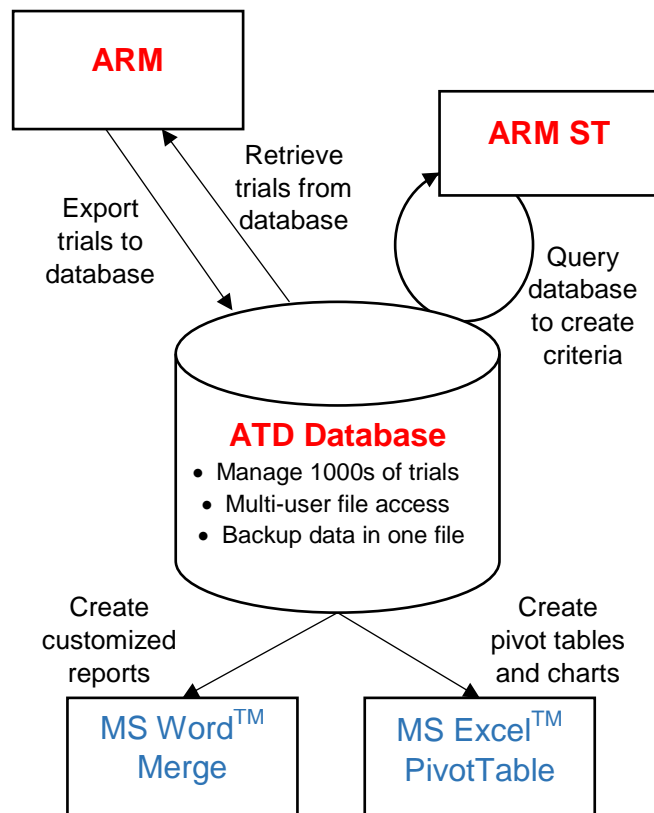 ARM
ARM ST
Retrieve
trials from
database
Export
trials to
database
Query
database
to create
criteria
ATD Database
• Manage 1000s of trials
• Multi-user file access
• Backup data in one file
Create
customized
reports
Create
pivot tables
and charts
MS Word™
Merge
MS Excel™
PivotTable